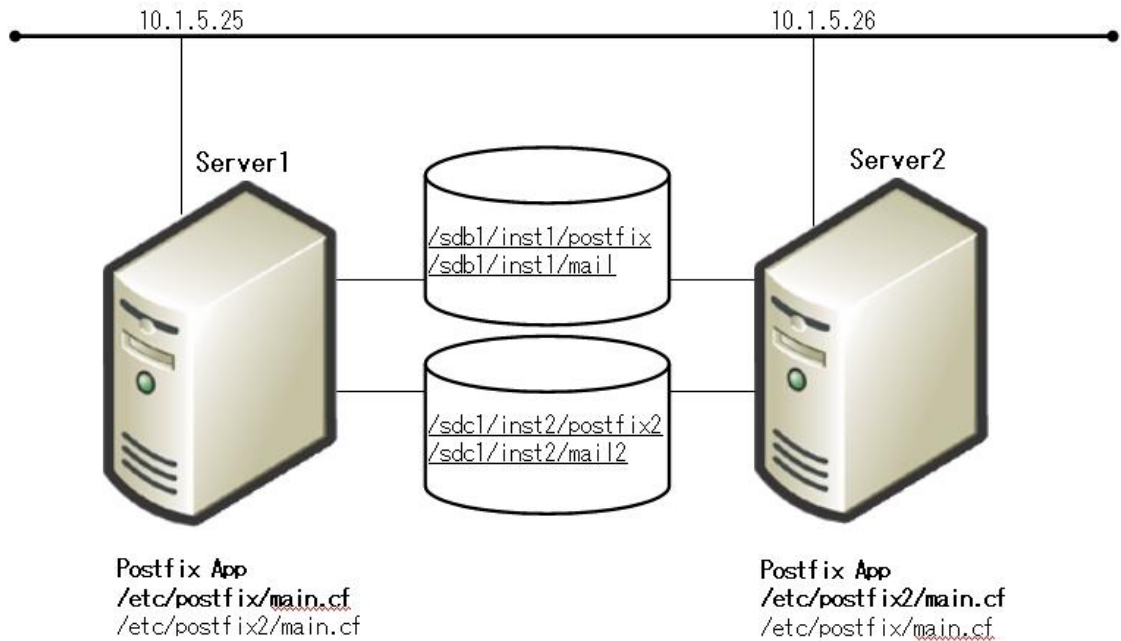 10.1.5.25
10.1.5.26
Server1
Server2
/sdb1/inst1/postfix
/sdb1/inst1/mail
/sdc1/inst2/postfix2
/sdc1/inst2/mail2
Postfix App
/etc/postfix/main.cf
/etc/postfix2/main.cf
Postfix App
/etc/postfix2/main.cf
/etc/postfix/main.cf